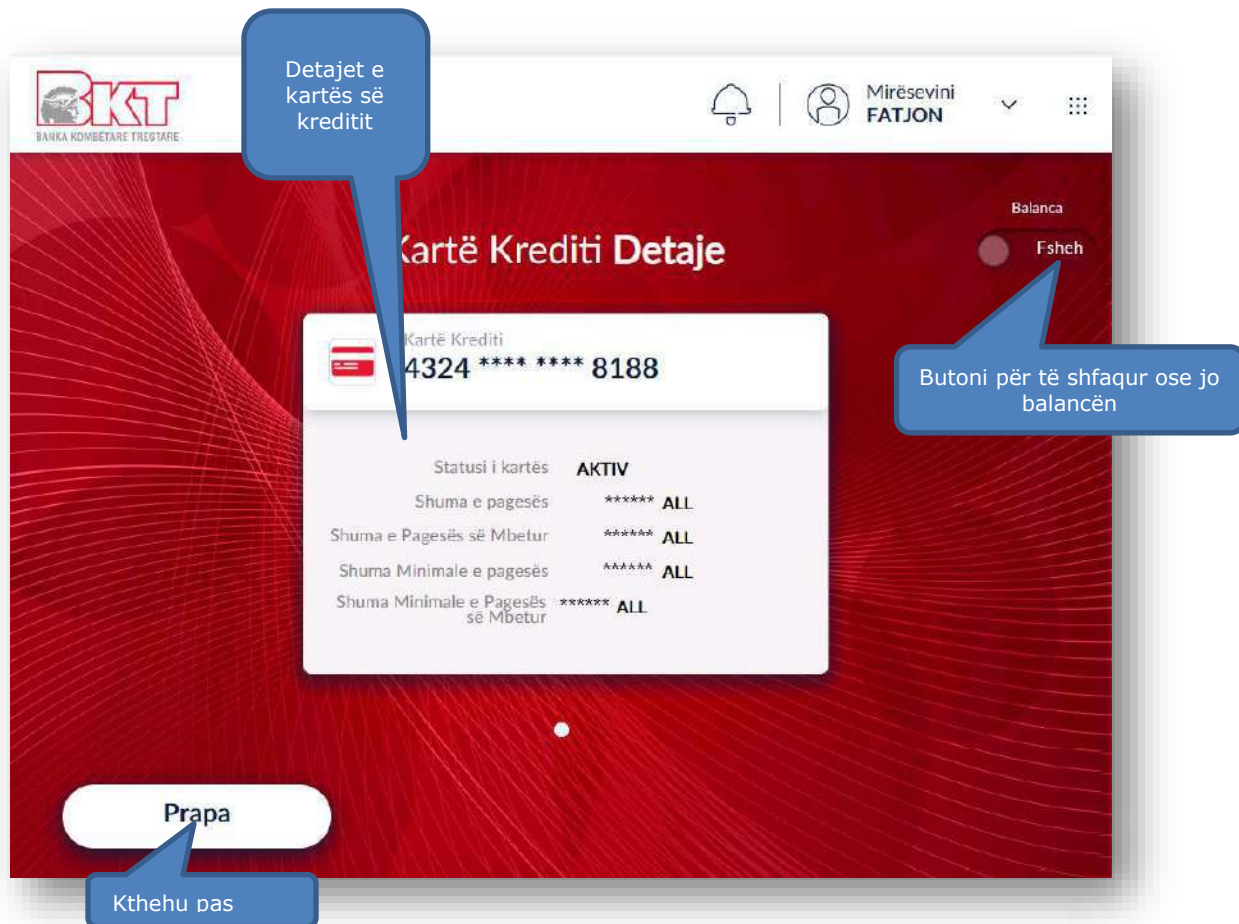 Detajet e
kartës së
kreditit
BKT
BANKA KOMBËTARE TREGTARE
Mirësevini
FATJON
Balanca
Fsheh
Kartë Krediti Detaje
Kartë Krediti
4324 **** **** 8188
Butoni për të shfaqur ose jo
balancën
Statusi i kartës AKTIV
Shuma e pagesës ****** ALL
Shuma e Pagesës së Mbetur ****** ALL
Shuma Minimale e pagesës ****** ALL
Shuma Minimale e Pagesës ****** ALL
së Mbetur
Prapa
Kthehu pas